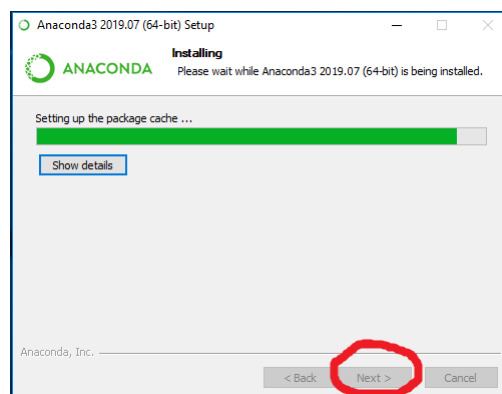 Anaconda3 2019.07 (64-bit) Setup
Installing
ANACONDA
Please wait while Anaconda3 2019.07 (64-bit) is being installed.
Setting up the package cache ...
Show details
Anaconda, Inc.
< Back Next > Cancel